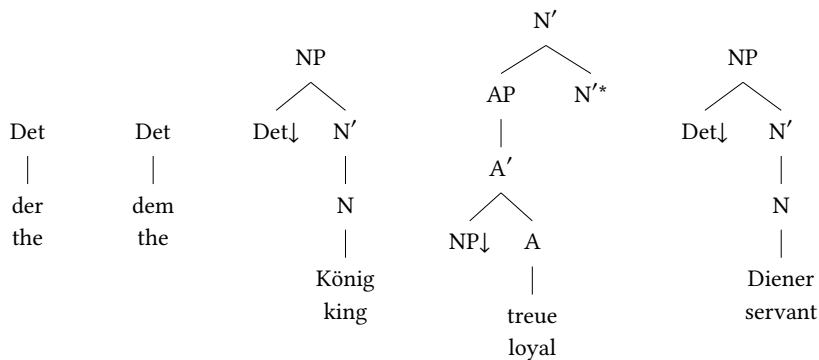 N′
NP NP
AP N′*
Det Det Det↓ N′ Det↓ N′
A′
der dem N N
the the
NP↓ A
König Diener
king servant
treue
loyal